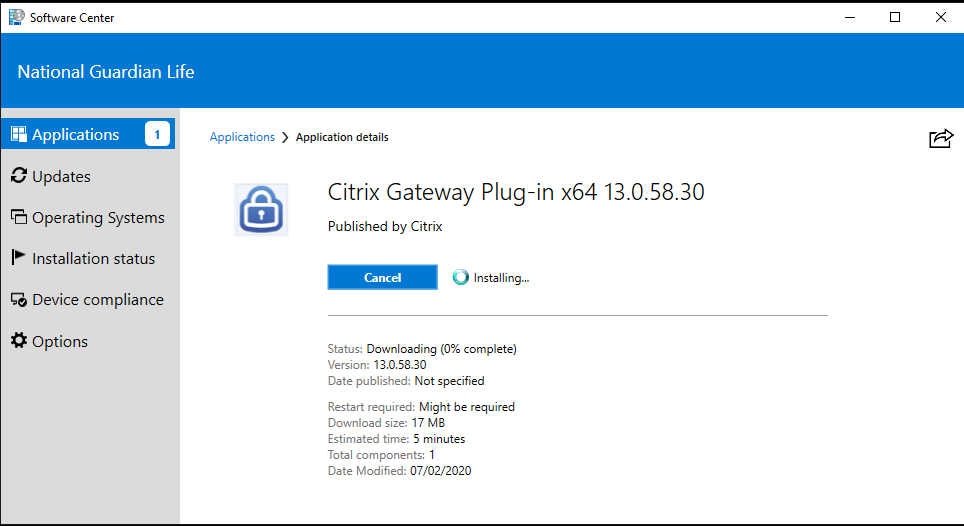 Software Center
National Guardian Life
Applications 1
Updates
Operating Systems
Installation status
Device compliance
Options
Applications > Application details
Citrix Gateway Plug-in x64 13.0.58.30
Published by Citrix
Cancel Installing...
Status: Downloading (0% complete)
Version: 13.0.58.30
Date published: Not specified
Restart required: Might be required
Download size: 17 MB
Estimated time: 5 minutes
Total components: 1
Date Modified: 07/02/2020